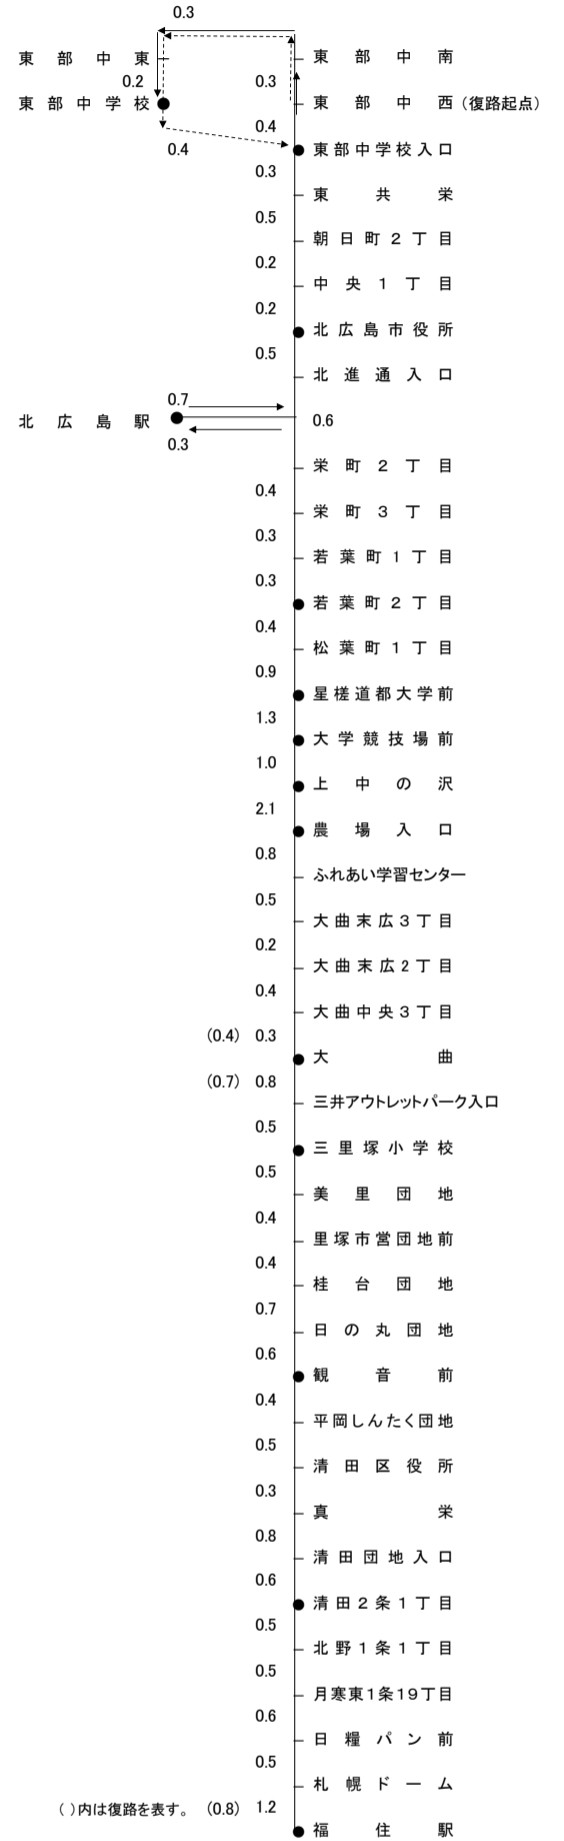 0.3
東部中東
東部中南
0.2
0.3
東部中学校
東部中西（復路起点）
0.4
0.4
東部中学校入口
0.3
東共栄
0.5
朝日町２丁目
0.2
中央１丁目
0.2
北広島市役所
0.5
北進通入口
0.7
北広島駅
0.6
0.3
栄町２丁目
0.4
栄町３丁目
0.3
若葉町１丁目
0.3
若葉町２丁目
0.4
松葉町１丁目
0.9
星槎道都大学前
1.3
大学競技場前
1.0
上中の沢
2.1
農場入口
0.8
ふれあい学習センター
0.5
大曲末広３丁目
0.2
大曲末広２丁目
0.4
大曲中央３丁目
（0.4） 0.3
大曲
（0.7） 0.8
三井アウトレットパーク入口
0.5
三里塚小学校
0.5
美里団地
0.4
里塚市営団地前
0.4
桂台団地
0.7
日の丸団地
0.6
観音前
0.4
平岡しんたく団地
0.5
清田区役所
0.3
真栄
0.8
清田団地入口
0.6
清田２条１丁目
0.5
北野１条１丁目
0.5
月寒東１条１９丁目
0.6
日糧パン前
0.5
札幌ドーム
（ ）内は復路を表す。 （0.8） 1.2
福住駅